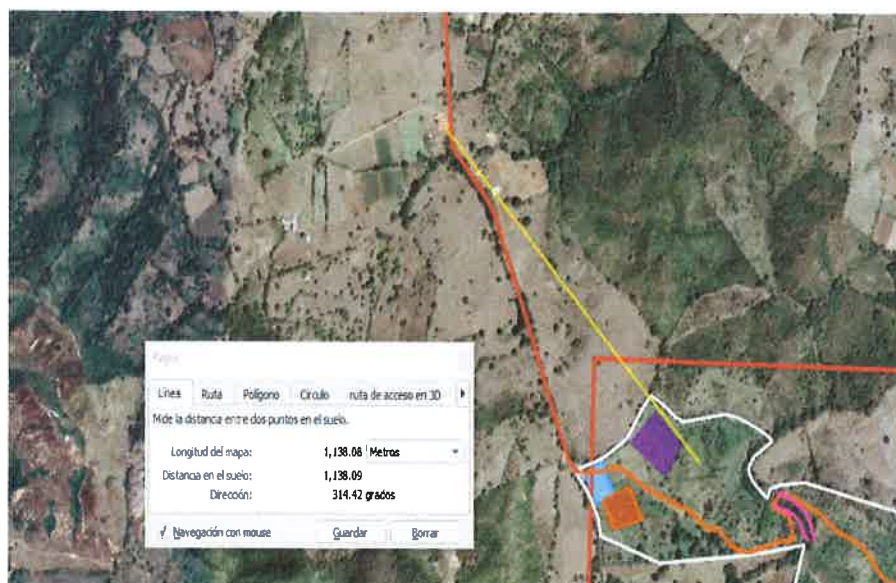 Regla
Línea Ruta Polígono Círculo ruta de acceso en 3D
Mide la distancia entre dos puntos en el suelo.
Longitud del mapa: 1,138.08 Metros
Distancia en el suelo: 1,138.09
Dirección: 314.42 grados
Navegación con mouse Guardar Borrar